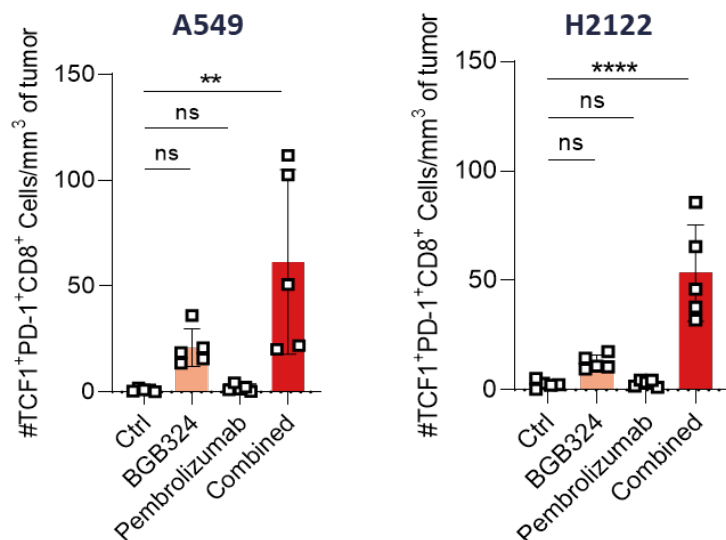 A549
#TCF1⁺PD-1⁺CD8⁺ Cells/mm³ of tumor
150
100
50
0
**
ns
ns
Ctrl
BGB324
Pembrolizumab
Combined
H2122
#TCF1⁺PD-1⁺CD8⁺ Cells/mm³ of tumor
150
100
50
0
****
ns
ns
Ctrl
BGB324
Pembrolizumab
Combined